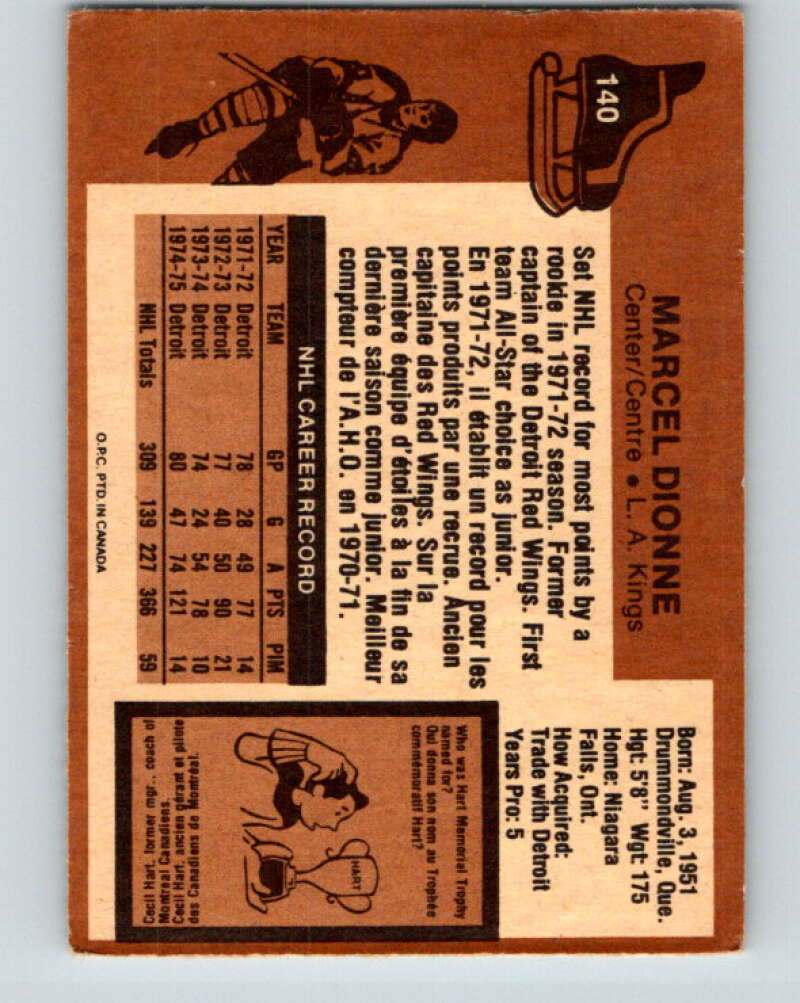 140
MARCEL DIONNE
Center/Centre • L. A. Kings
Born: Aug. 3, 1951
Drummondville, Que.
Hgt: 5'8" Wgt: 175
Home: Niagara
Falls, Ont.
How Acquired:
Trade with Detroit
Years Pro: 5
Set NHL record for most points by a
rookie in 1971-72 season. Former
captain of the Detroit Red Wings. First
team All-Star choice as junior.
En 1971-72, il établit un record pour les
points produits par une recrue. Ancien
capitaine des Red Wings. Sur la
première équipe d'étoiles à la fin de sa
dernière saison comme junior. Meilleur
compteur de l'A.H.O. en 1970-71.
NHL CAREER RECORD
YEAR TEAM GP G A PTS PIM
1971-72 Detroit 78 28 49 77 14
1972-73 Detroit 77 40 50 90 21
1973-74 Detroit 74 24 54 78 10
1974-75 Detroit 80 47 74 121 14
NHL Totals 309 139 227 366 59
Who was Hart Memorial Trophy
named for?
Qui donna son nom au Trophée
commémoratif Hart?
HART
Cecil Hart, former mgr., coach of
Montreal Canadiens.
Cecil Hart, ancien gérant et pilote
des Canadiens de Montréal.
O.P.C. PTD. IN CANADA